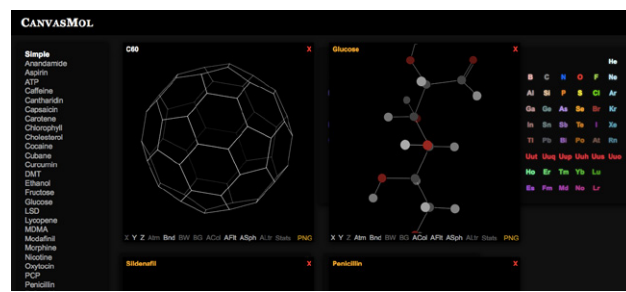 CANVASMOL
Simple
Anandamide
Aspirin
ATP
Caffeine
Cantharidin
Capsaicin
Carotene
Chlorophyll
Cholesterol
Cocaine
Cubane
Curcumin
DMT
Ethanol
Fructose
Glucose
LSD
Lycopene
MDMA
Modafinil
Morphine
Nicotine
Oxytocin
PCP
Penicillin
C60 X
X Y Z Atm Bnd BW BG ACol AFlt ASph ALtr Stats PNG
Glucose X
X Y Z Atm Bnd BW BG ACol AFlt ASph ALtr Stats PNG
Sildenafil X
Penicillin X
He
B C N O F Ne
Al Si P S Cl Ar
Ga Ge As Se Br Kr
In Sn Sb Te I Xe
Tl Pb Bi Po At Rn
Uut Uuq Uup Uuh Uus Uuo
Ho Er Tm Yb Lu
Es Fm Md No Lr